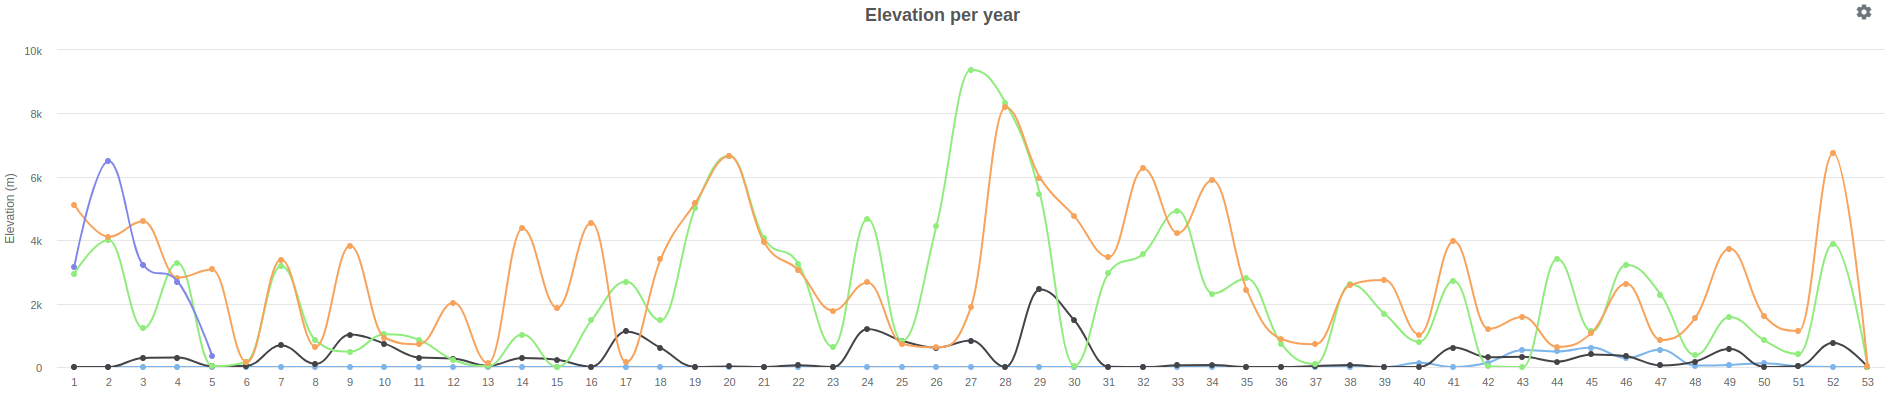 Elevation per year
Elevation (m)
10k
8k
6k
4k
2k
0
1 2 3 4 5 6 7 8 9 10 11 12 13 14 15 16 17 18 19 20 21 22 23 24 25 26 27 28 29 30 31 32 33 34 35 36 37 38 39 40 41 42 43 44 45 46 47 48 49 50 51 52 53